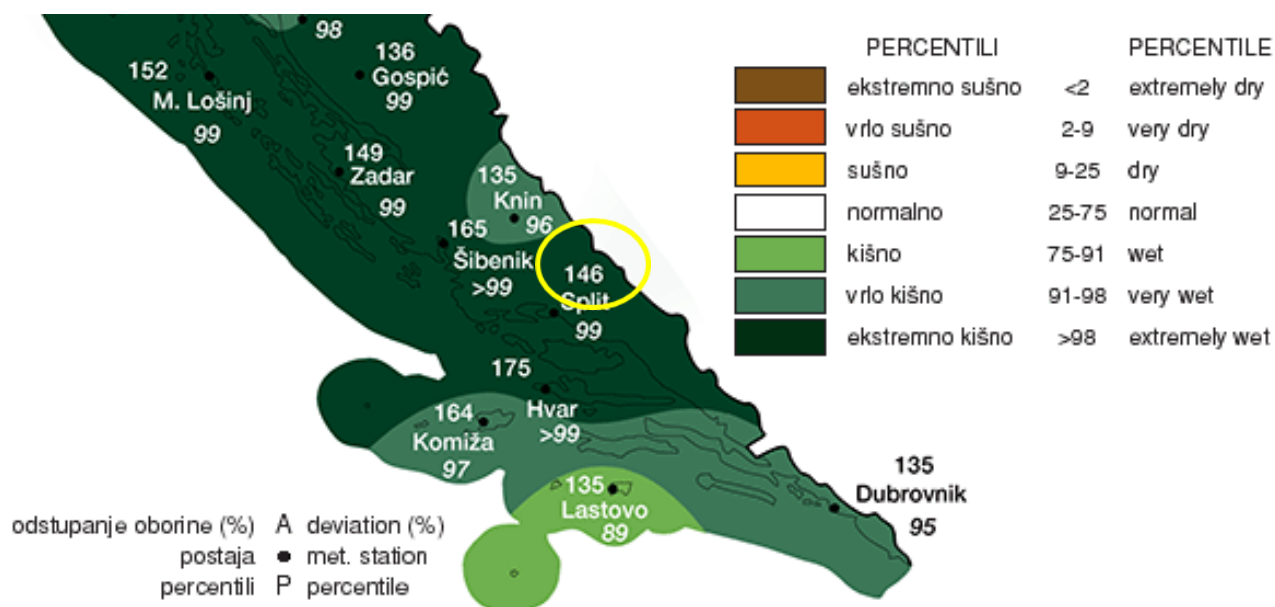 98
136
Gospić
99
152
M. Lošinj
99
149
Zadar
99
135
Knin
96
165
Šibenik
>99
146
Split
99
175
Hvar
>99
164
Komiža
97
135
Lastovo
89
135
Dubrovnik
95
PERCENTILI PERCENTILE
ekstremno sušno <2 extremely dry
vrlo sušno 2-9 very dry
sušno 9-25 dry
normalno 25-75 normal
kišno 75-91 wet
vrlo kišno 91-98 very wet
ekstremno kišno >98 extremely wet
odstupanje oborine (%) A deviation (%)
postaja ● met. station
percentili P percentile